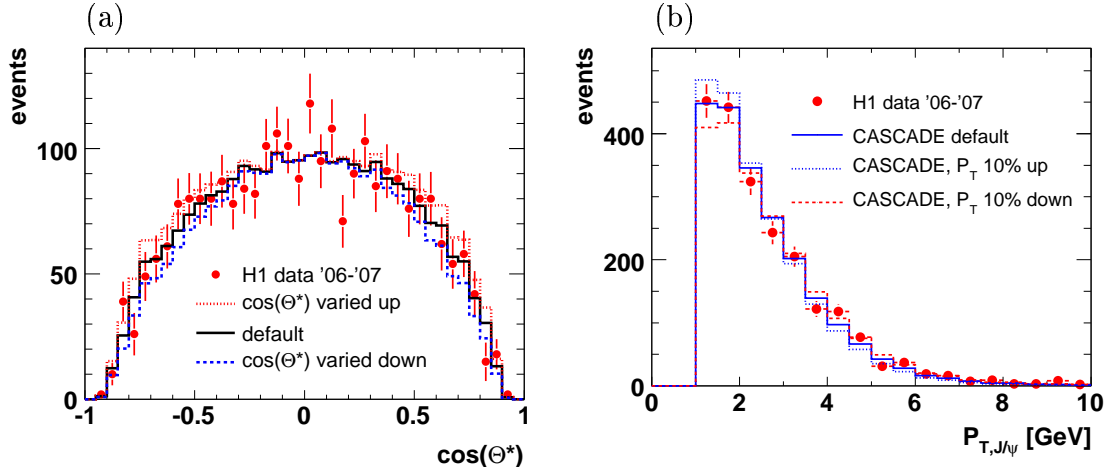 (a)
events
100
50
0
-1
-0.5
0
0.5
1
cos(Θ*)
H1 data '06-'07
cos(Θ*) varied up
default
cos(Θ*) varied down
(b)
events
400
200
0
0
2
4
6
8
10
P_T,J/ψ [GeV]
H1 data '06-'07
CASCADE default
CASCADE, P_T 10% up
CASCADE, P_T 10% down